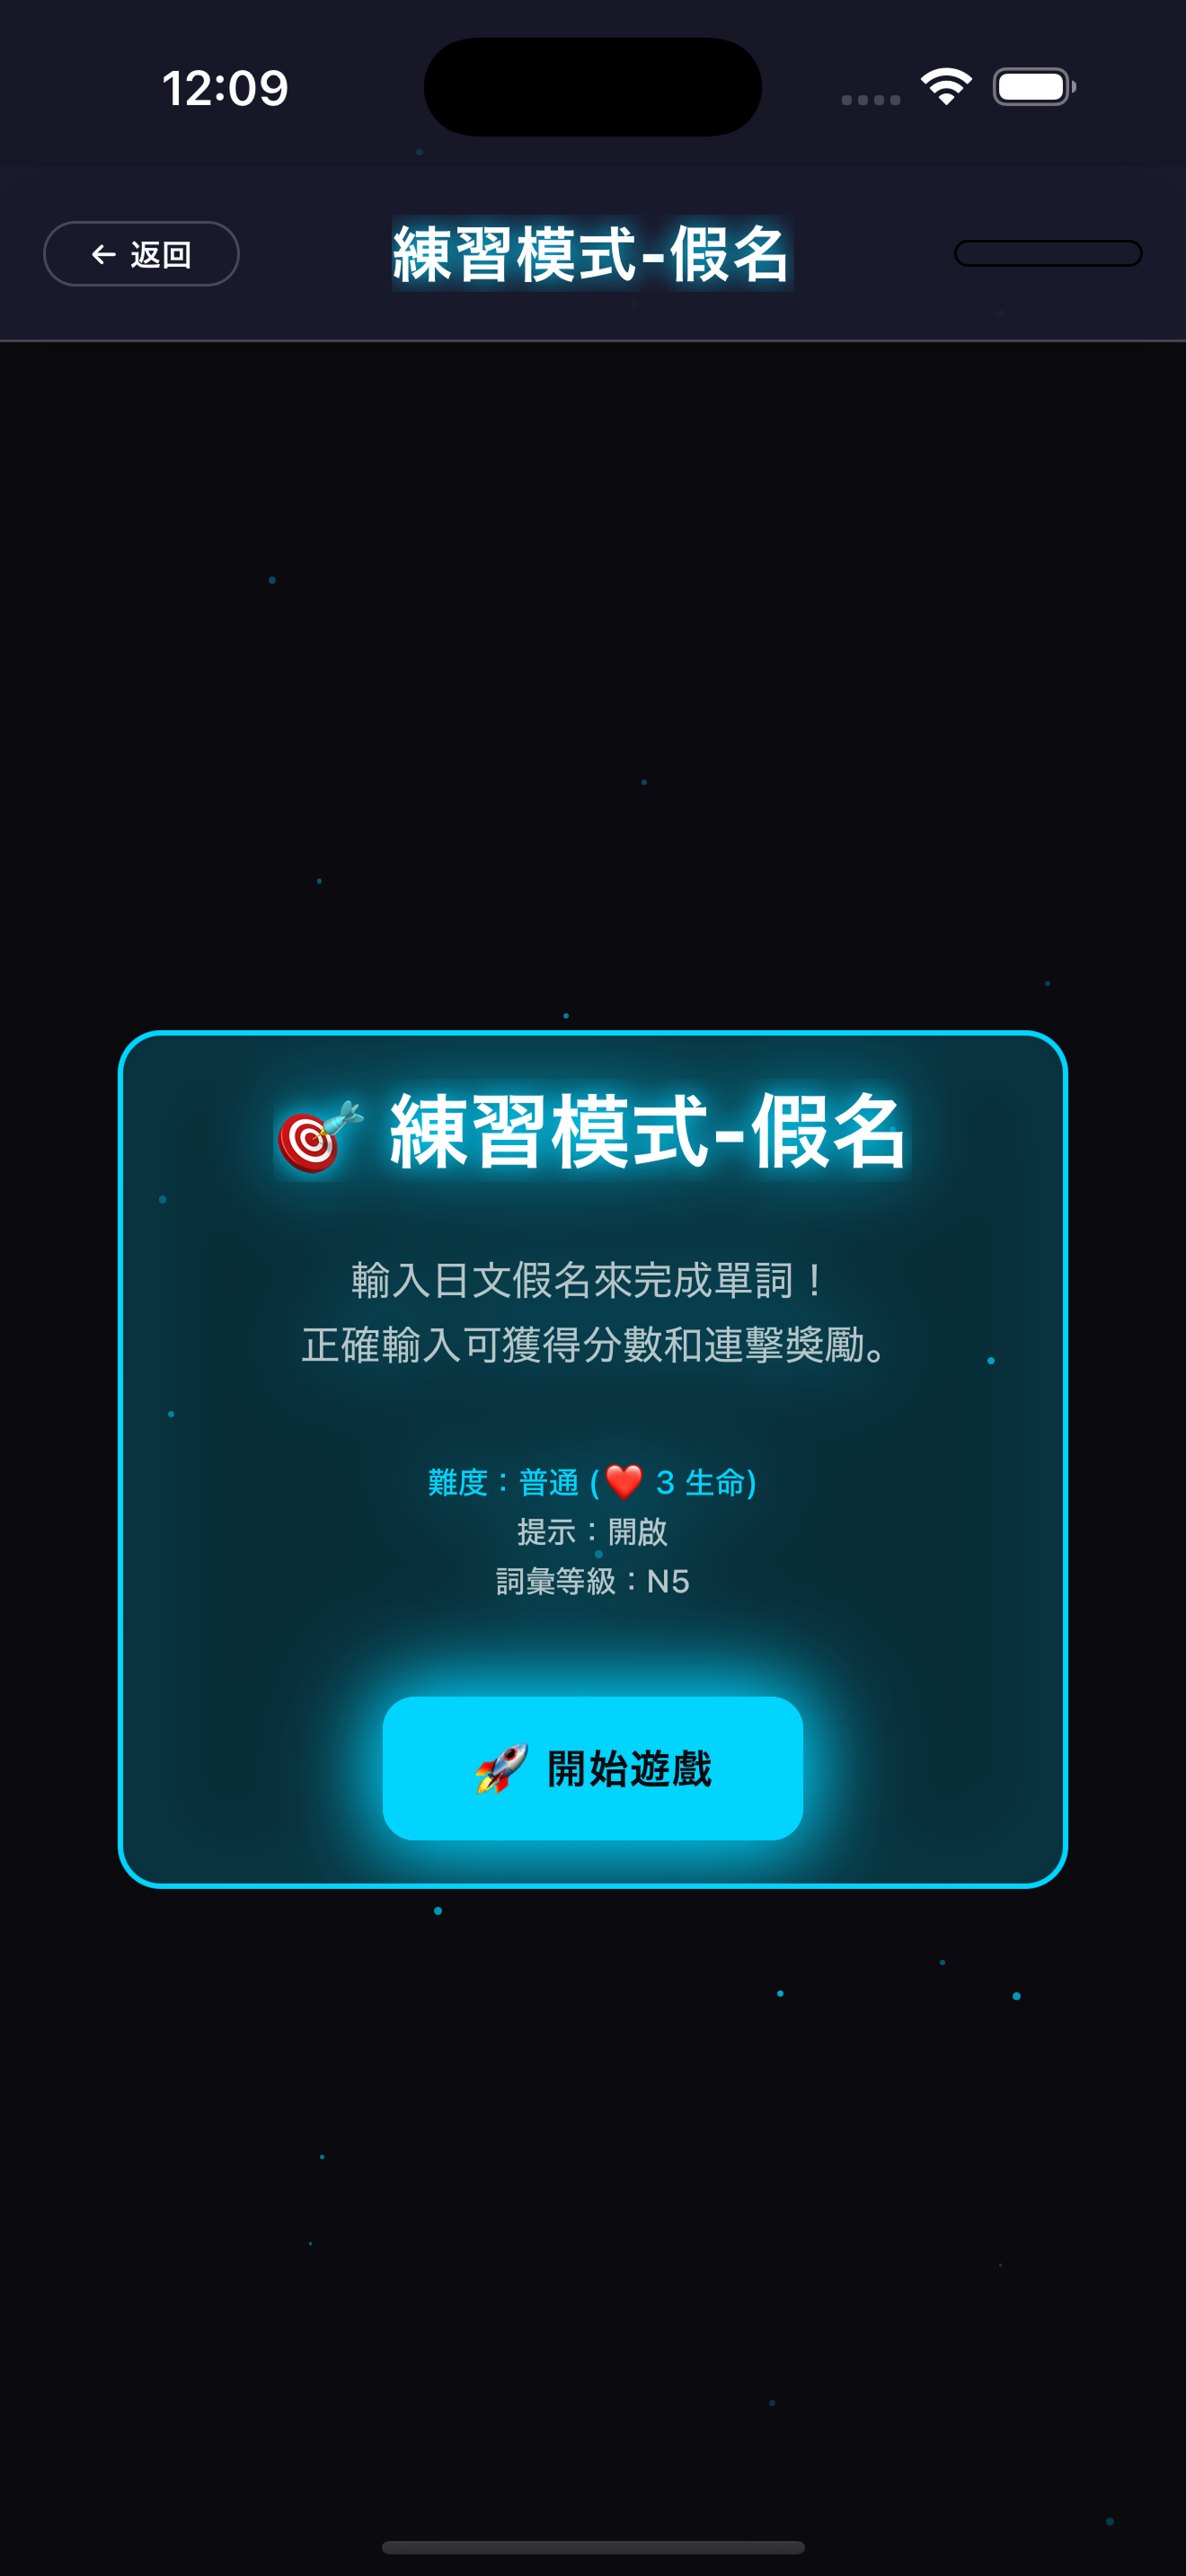 12:09
← 返回
練習模式-假名
🎯 練習模式-假名
輸入日文假名來完成單詞！
正確輸入可獲得分數和連擊獎勵。
難度：普通 (❤️ 3 生命)
提示：開啟
詞彙等級：N5
🚀 開始遊戲